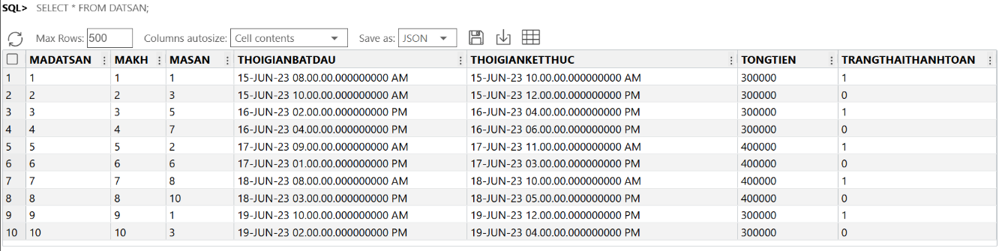 SQL> SELECT * FROM DATSAN;
Max Rows: 500 Columns autosize: Cell contents Save as: JSON
MADATSAN MAKH MASAN THOIGIANBATDAU THOIGIANKETTHUC TONGTIEN TRANGTHAITHANHTOAN
1 1 1 1 15-JUN-23 08.00.00.000000000 AM 15-JUN-23 10.00.00.000000000 AM 300000 1
2 2 2 3 15-JUN-23 10.00.00.000000000 AM 15-JUN-23 12.00.00.000000000 PM 300000 0
3 3 3 5 16-JUN-23 02.00.00.000000000 PM 16-JUN-23 04.00.00.000000000 PM 300000 1
4 4 4 7 16-JUN-23 04.00.00.000000000 PM 16-JUN-23 06.00.00.000000000 PM 300000 0
5 5 5 2 17-JUN-23 09.00.00.000000000 AM 17-JUN-23 11.00.00.000000000 AM 400000 1
6 6 6 6 17-JUN-23 01.00.00.000000000 PM 17-JUN-23 03.00.00.000000000 PM 400000 0
7 7 7 8 18-JUN-23 08.00.00.000000000 AM 18-JUN-23 10.00.00.000000000 AM 400000 1
8 8 8 10 18-JUN-23 03.00.00.000000000 PM 18-JUN-23 05.00.00.000000000 PM 400000 0
9 9 9 1 19-JUN-23 10.00.00.000000000 AM 19-JUN-23 12.00.00.000000000 PM 300000 1
10 10 10 3 19-JUN-23 02.00.00.000000000 PM 19-JUN-23 04.00.00.000000000 PM 300000 0